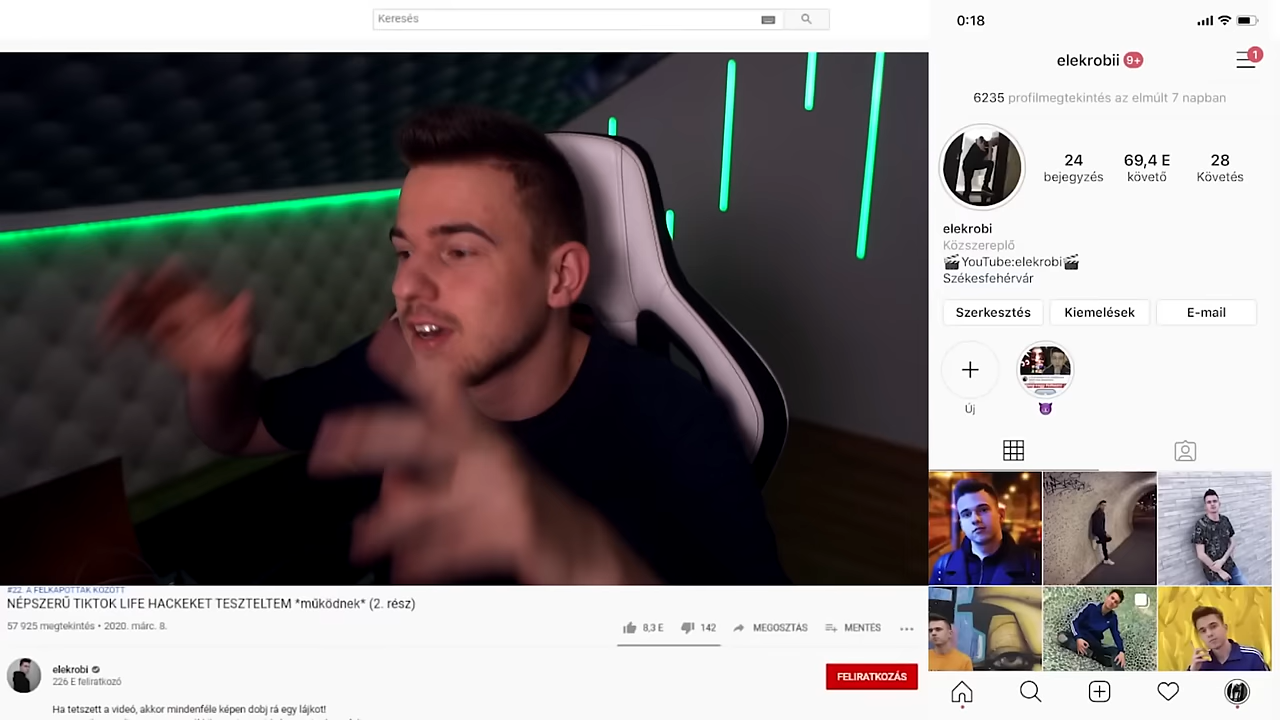 Keresés
#22. A FELKAPOTTAK KÖZÖTT
NÉPSZERŰ TIKTOK LIFE HACKEKET TESZTELTEM *működnek* (2. rész)
57 925 megtekintés • 2020. márc. 8.
8,3 E
142
MEGOSZTÁS
MENTÉS
elekrobi
226 E feliratkozó
FELIRATKOZÁS
Ha tetszett a videó, akkor mindenféle képen dobj rá egy lájkot!
0:18
elekrobii 9+
1
6235 profilmegtekintés az elmúlt 7 napban
24 69,4 E 28
bejegyzés követő Követés
elekrobi
Közszereplő
YouTube:elekrobi
Székesfehérvár
Szerkesztés Kiemelések E-mail
Új